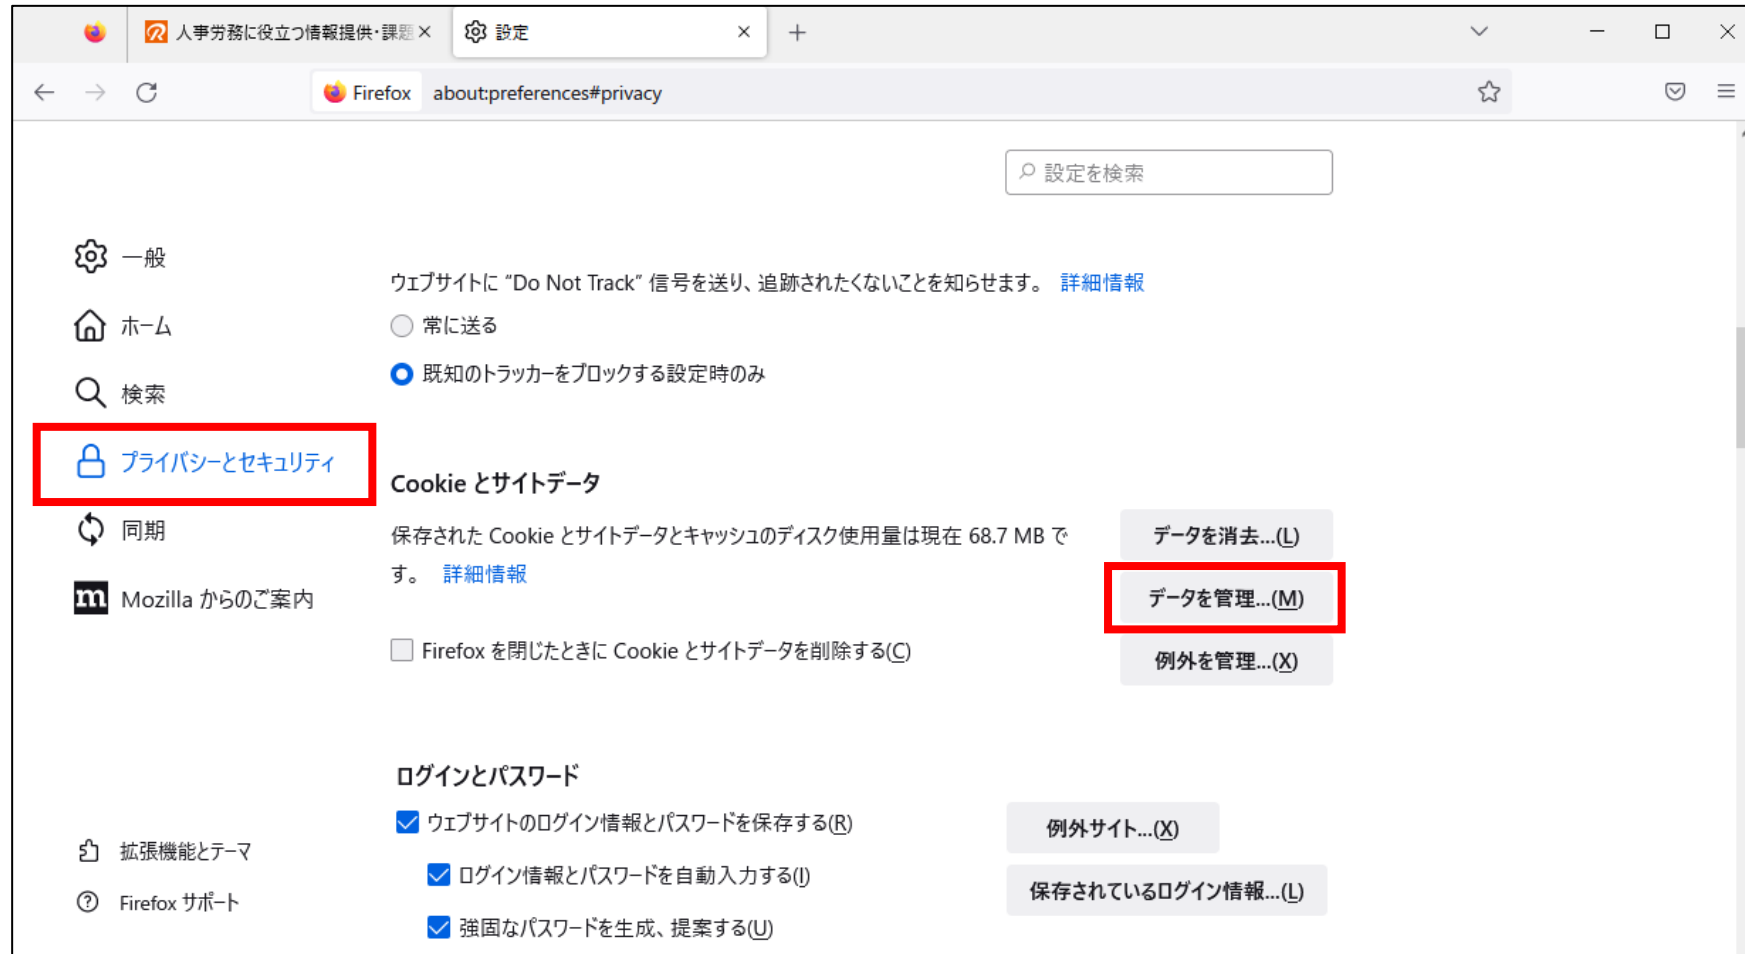 人事労務に役立つ情報提供・課題
設定
Firefox about:preferences#privacy
設定を検索
一般
ホーム
検索
プライバシーとセキュリティ
同期
Mozilla からのご案内
拡張機能とテーマ
Firefox サポート
ウェブサイトに “Do Not Track” 信号を送り、追跡されたくないことを知らせます。 詳細情報
常に送る
既知のトラッカーをブロックする設定時のみ
Cookie とサイトデータ
保存された Cookie とサイトデータとキャッシュのディスク使用量は現在 68.7 MB で
す。 詳細情報
データを消去...(L)
データを管理...(M)
Firefox を閉じたときに Cookie とサイトデータを削除する(C)
例外を管理...(X)
ログインとパスワード
ウェブサイトのログイン情報とパスワードを保存する(R)
例外サイト...(X)
ログイン情報とパスワードを自動入力する(I)
保存されているログイン情報...(L)
強固なパスワードを生成、提案する(U)